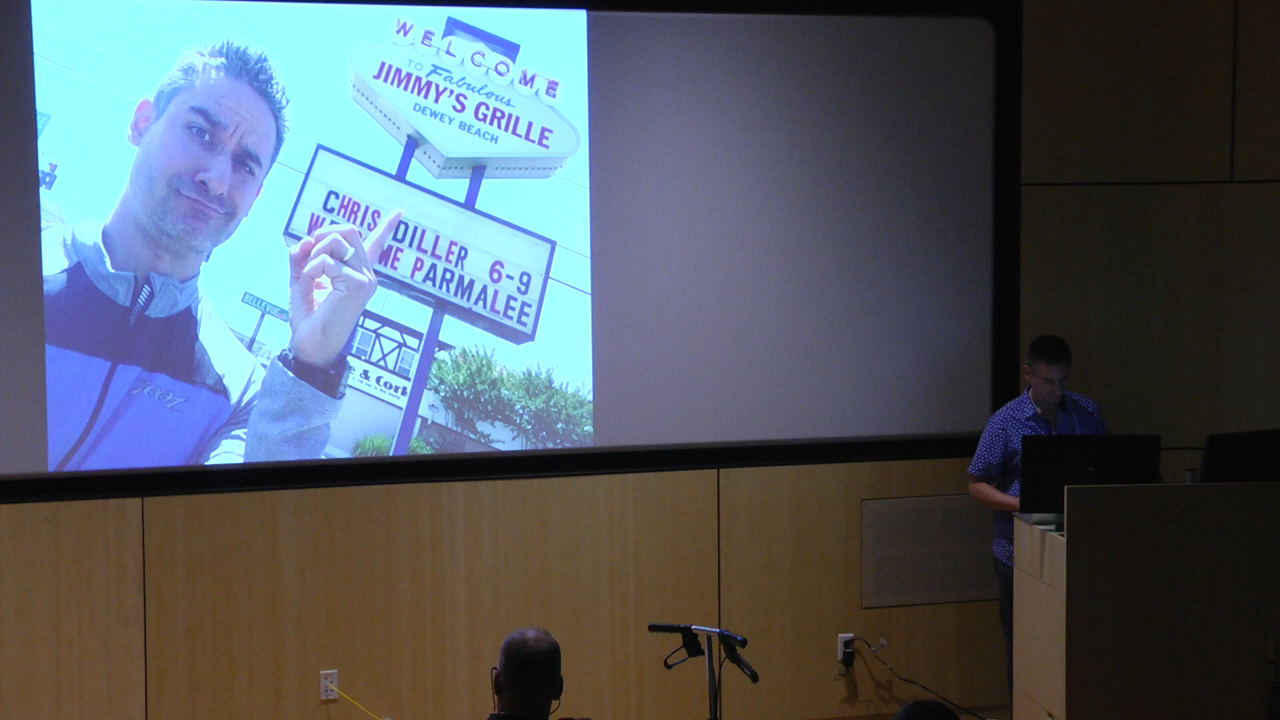 WELCOME
TO Fabulous
JIMMY'S GRILLE
DEWEY BEACH
CHRIS DILLER 6-9
PARMALEE
BELLEVUE
& Cork